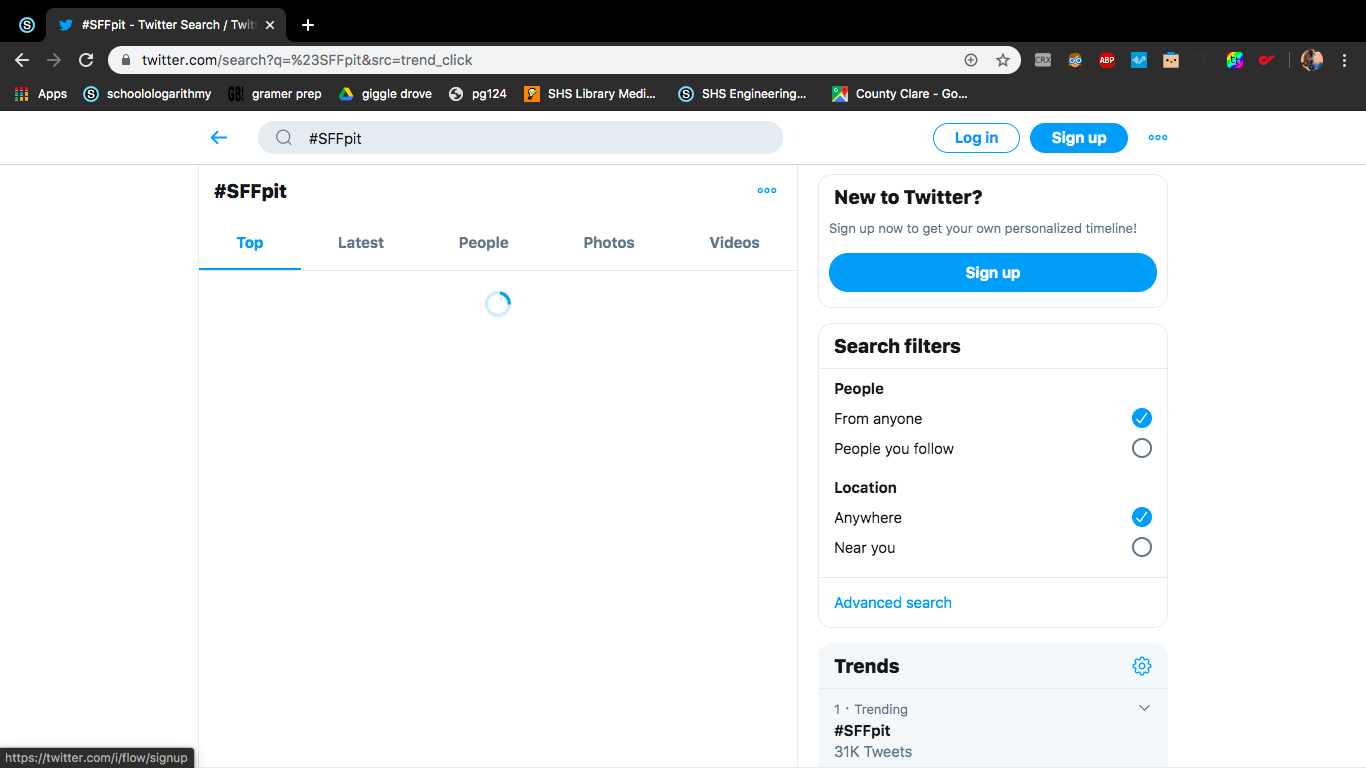 #SFFpit - Twitter Search / Twit
twitter.com/search?q=%23SFFpit&src=trend_click
CRX
ABP
Apps
schoolologarithmy
GB!
gramer prep
giggle drove
pg124
SHS Library Medi...
SHS Engineering...
County Clare - Go...
#SFFpit
Log in
Sign up
#SFFpit
Top
Latest
People
Photos
Videos
New to Twitter?
Sign up now to get your own personalized timeline!
Sign up
Search filters
People
From anyone
People you follow
Location
Anywhere
Near you
Advanced search
Trends
1 · Trending
#SFFpit
31K Tweets
https://twitter.com/i/flow/signup